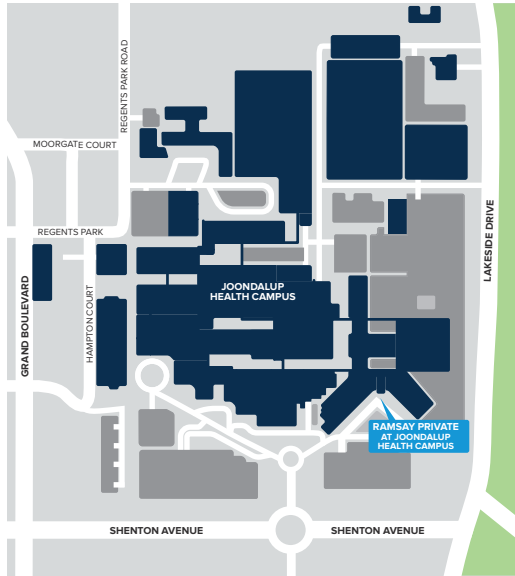 REGENTS PARK ROAD
MOORGATE COURT
REGENTS PARK
GRAND BOULEVARD
HAMPTON COURT
LAKESIDE DRIVE
JOONDALUP
HEALTH CAMPUS
RAMSAY PRIVATE
AT JOONDALUP
HEALTH CAMPUS
SHENTON AVENUE
SHENTON AVENUE